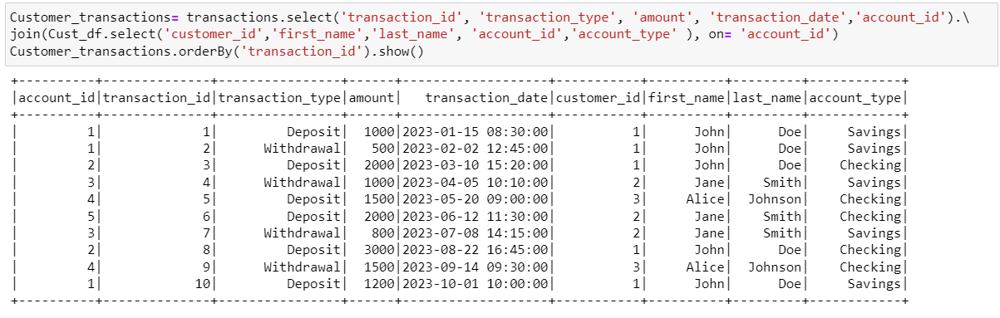 Customer_transactions= transactions.select('transaction_id', 'transaction_type', 'amount', 'transaction_date','account_id').\
join(Cust_df.select('customer_id','first_name','last_name', 'account_id','account_type' ), on= 'account_id')
Customer_transactions.orderBy('transaction_id').show()
+----------+--------------+----------------+------+-------------------+-----------+----------+---------+------------+
|account_id|transaction_id|transaction_type|amount|   transaction_date|customer_id|first_name|last_name|account_type|
+----------+--------------+----------------+------+-------------------+-----------+----------+---------+------------+
|         1|             1|         Deposit|  1000|2023-01-15 08:30:00|          1|      John|      Doe|     Savings|
|         1|             2|      Withdrawal|   500|2023-02-02 12:45:00|          1|      John|      Doe|     Savings|
|         2|             3|         Deposit|  2000|2023-03-10 15:20:00|          1|      John|      Doe|    Checking|
|         3|             4|      Withdrawal|  1000|2023-04-05 10:10:00|          2|      Jane|    Smith|     Savings|
|         4|             5|         Deposit|  1500|2023-05-20 09:00:00|          3|     Alice|  Johnson|    Checking|
|         5|             6|         Deposit|  2000|2023-06-12 11:30:00|          2|      Jane|    Smith|    Checking|
|         3|             7|      Withdrawal|   800|2023-07-08 14:15:00|          2|      Jane|    Smith|     Savings|
|         2|             8|         Deposit|  3000|2023-08-22 16:45:00|          1|      John|      Doe|    Checking|
|         4|             9|      Withdrawal|  1500|2023-09-14 09:30:00|          3|     Alice|  Johnson|    Checking|
|         1|            10|         Deposit|  1200|2023-10-01 10:00:00|          1|      John|      Doe|     Savings|
+----------+--------------+----------------+------+-------------------+-----------+----------+---------+------------+